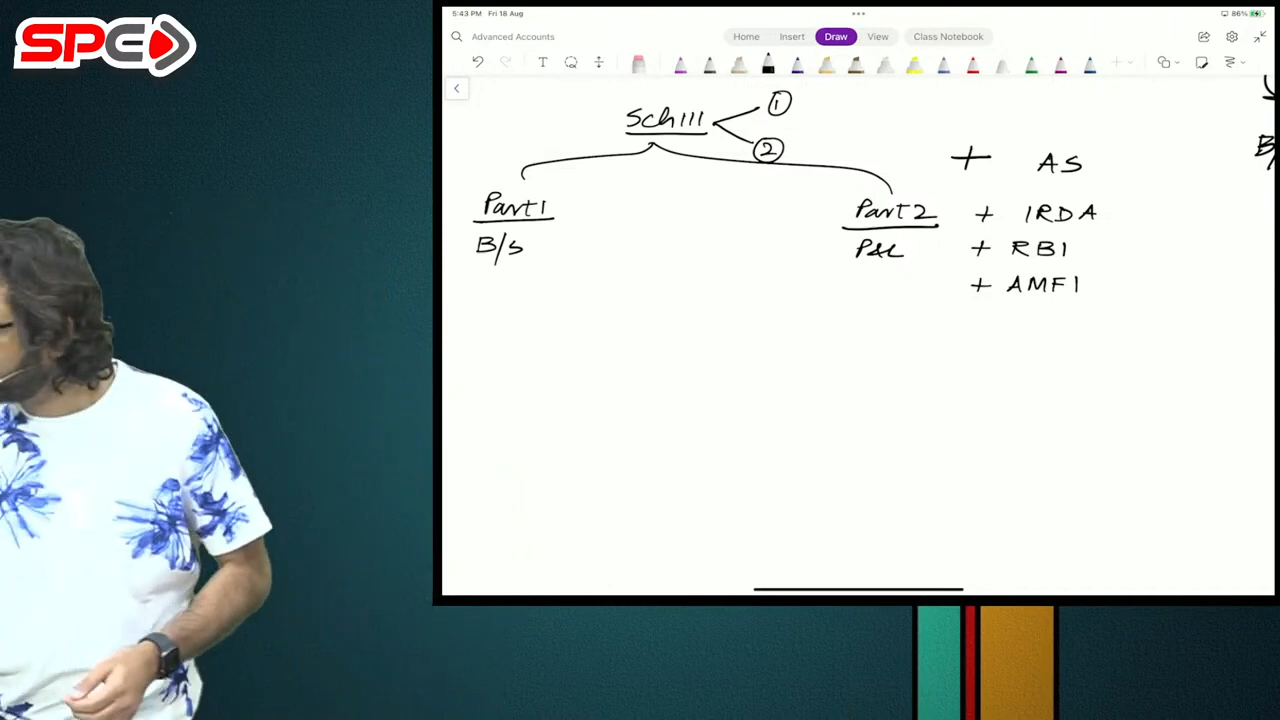 SPE
5:43 PM Fri 18 Aug
86%
Advanced Accounts
Home Insert Draw View Class Notebook
Sch III
1
2
+ AS
Part 1
Part 2 + IRDA
B/S
P&L + RBI
+ AMFI